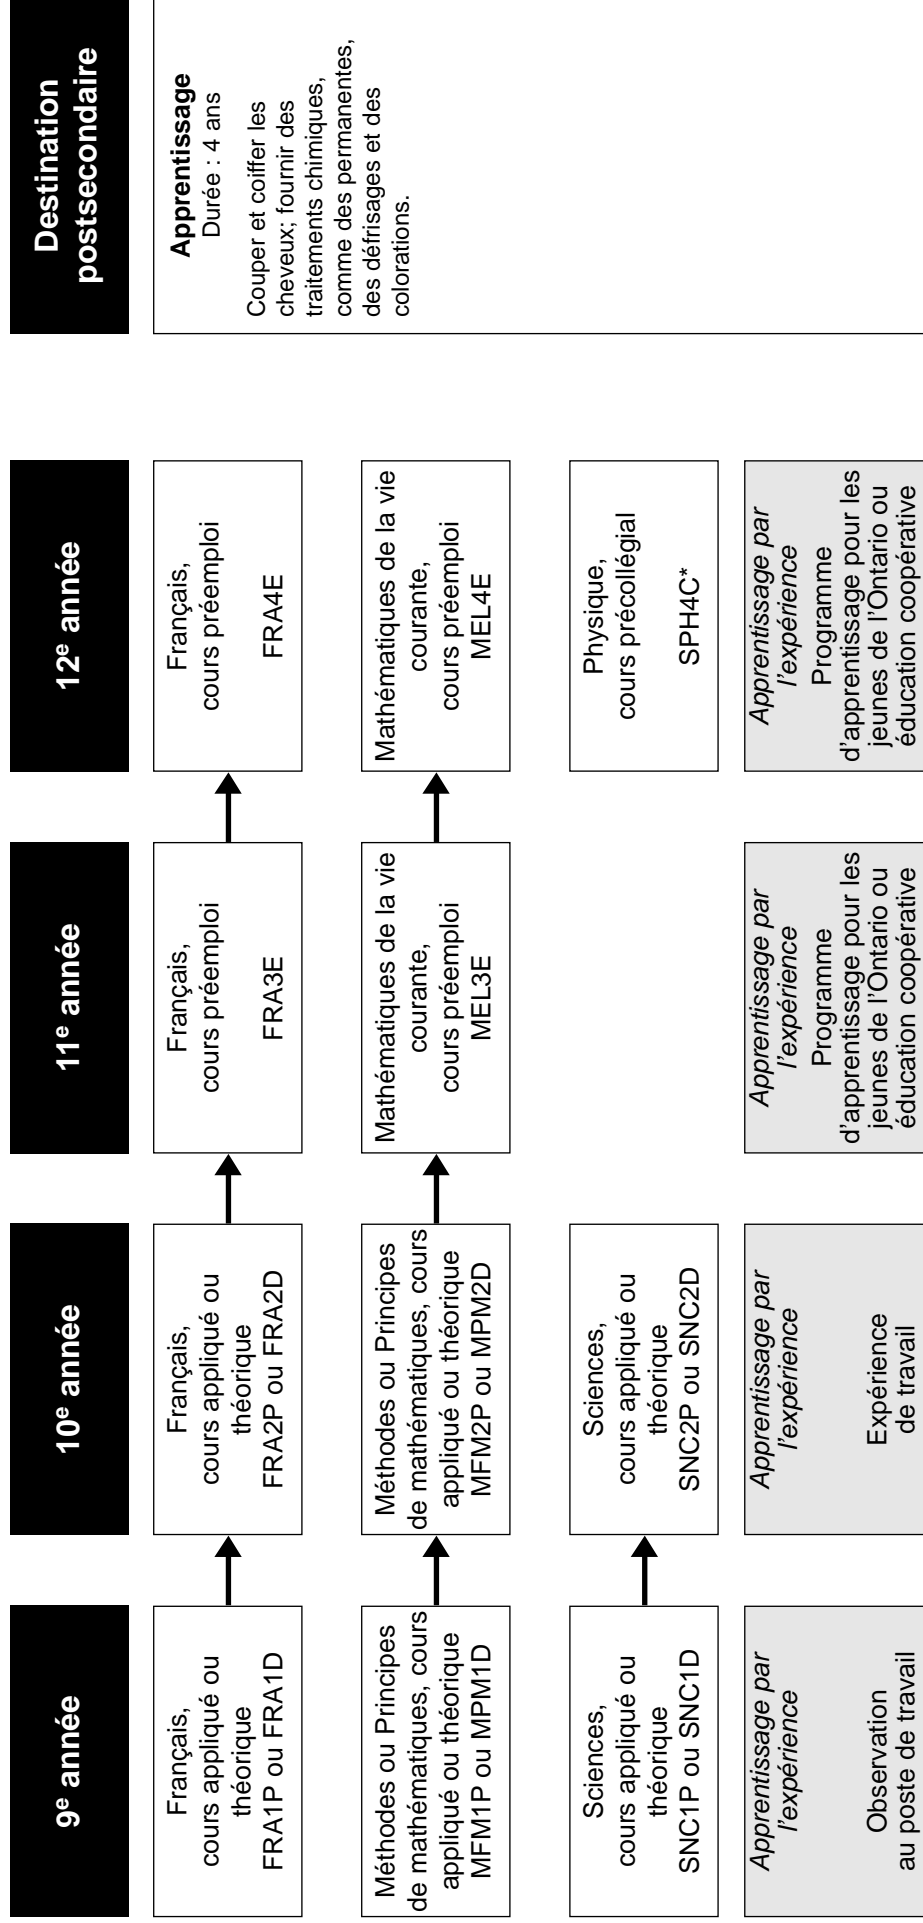 9e année
10e année
11e année
12e année
Destination
postsecondaire
Français,
cours appliqué ou
théorique
FRA1P ou FRA1D
Français,
cours appliqué ou
théorique
FRA2P ou FRA2D
Français,
cours préemploi
FRA3E
Français,
cours préemploi
FRA4E
Apprentissage
Durée : 4 ans
Couper et coiffer les
cheveux; fournir des
traitements chimiques,
comme des permanentes,
des défrisages et des
colorations.
Méthodes ou Principes
de mathématiques, cours
appliqué ou théorique
MFM1P ou MPM1D
Méthodes ou Principes
de mathématiques, cours
appliqué ou théorique
MFM2P ou MPM2D
Mathématiques de la vie
courante,
cours préemploi
MEL3E
Mathématiques de la vie
courante,
cours préemploi
MEL4E
Sciences,
cours appliqué ou
théorique
SNC1P ou SNC1D
Sciences,
cours appliqué ou
théorique
SNC2P ou SNC2D
Physique,
cours précollégial
SPH4C*
Apprentissage par
l'expérience
Observation
au poste de travail
Apprentissage par
l'expérience
Expérience
de travail
Apprentissage par
l'expérience
Programme
d'apprentissage pour les
jeunes de l'Ontario ou
éducation coopérative
Apprentissage par
l'expérience
Programme
d'apprentissage pour les
jeunes de l'Ontario ou
éducation coopérative